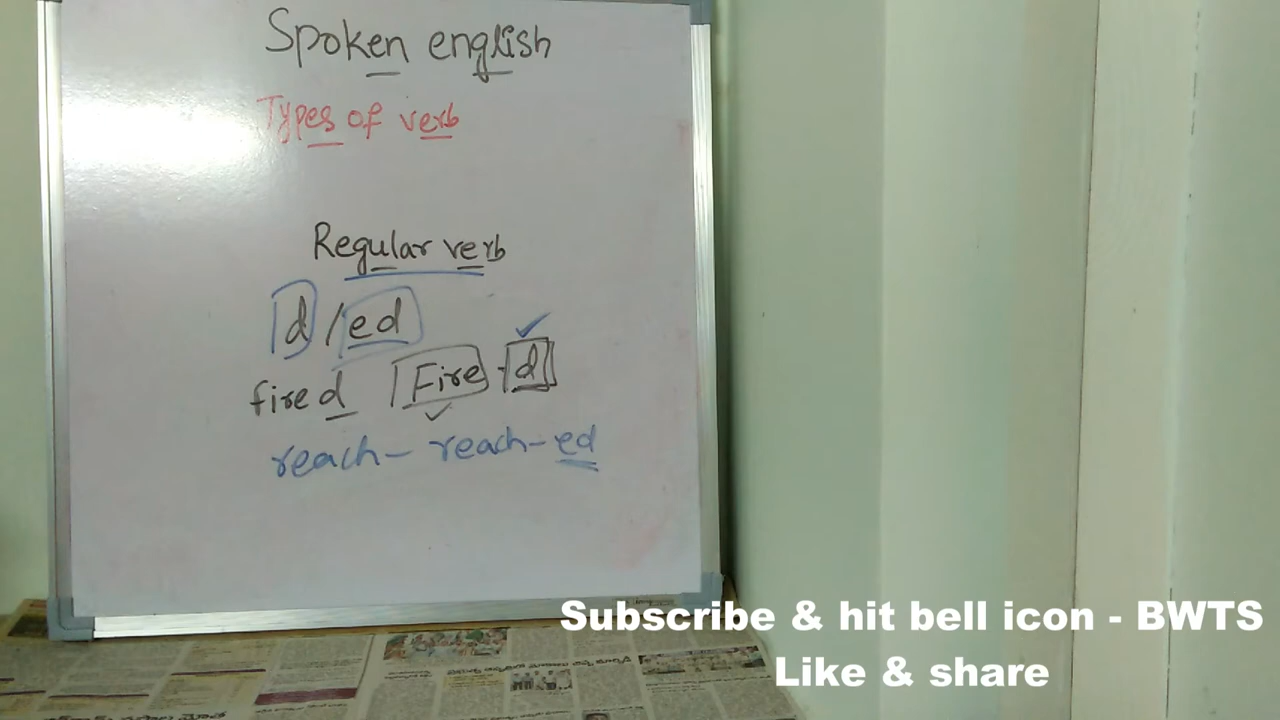 Spoken english
Types of verb
Regular verb
d / ed
fired Fire - d
reach - reach - ed
Subscribe & hit bell icon - BWTS
Like & share